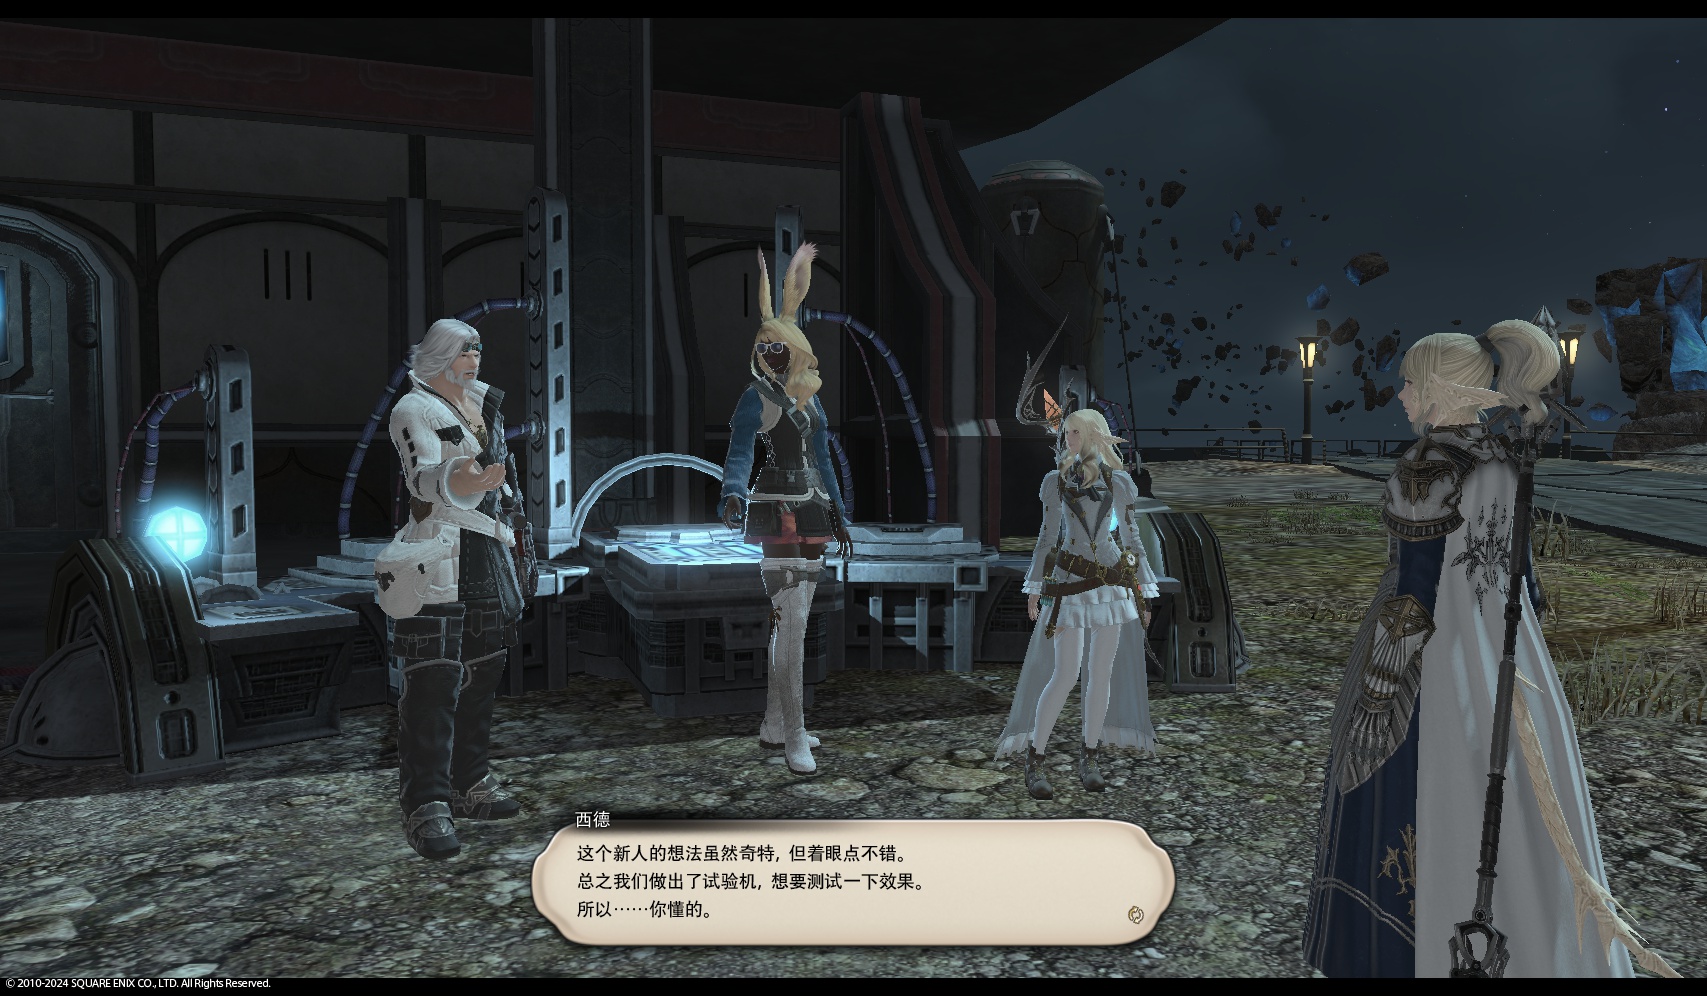 西德
这个新人的想法虽然奇特，但着眼点不错。
总之我们做出了试验机，想要测试一下效果。
所以……你懂的。
© 2010-2024 SQUARE ENIX CO., LTD. All Rights Reserved.